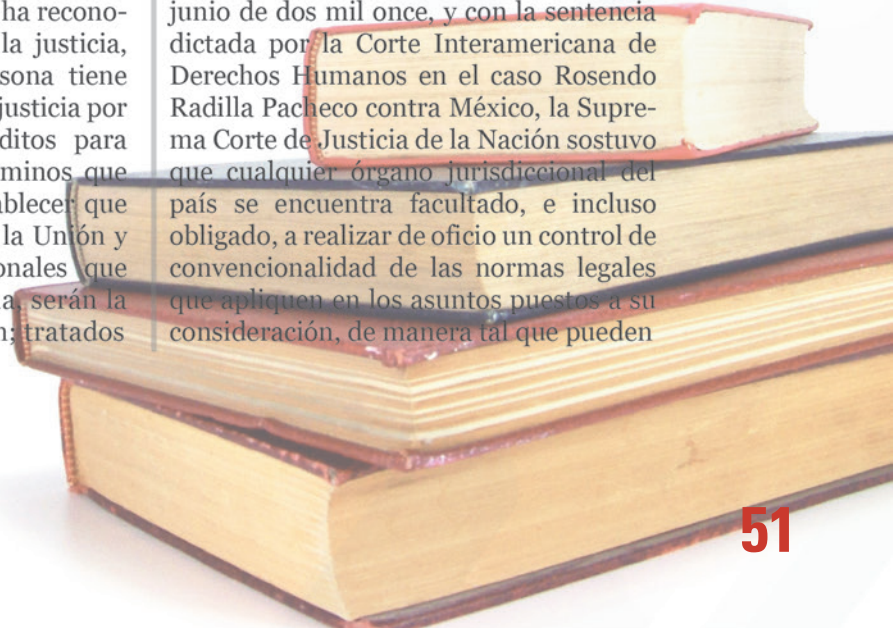 ha recono-
la justicia,
sona tiene
justicia por
ditos para
minos que
ablecer que
la Unión y
onales que
a, serán la
n; tratados
junio de dos mil once, y con la sentencia
dictada por la Corte Interamericana de
Derechos Humanos en el caso Rosendo
Radilla Pacheco contra México, la Supre-
ma Corte de Justicia de la Nación sostuvo
que cualquier órgano jurisdiccional del
país se encuentra facultado, e incluso
obligado, a realizar de oficio un control de
convencionalidad de las normas legales
que apliquen en los asuntos puestos a su
consideración, de manera tal que pueden
51